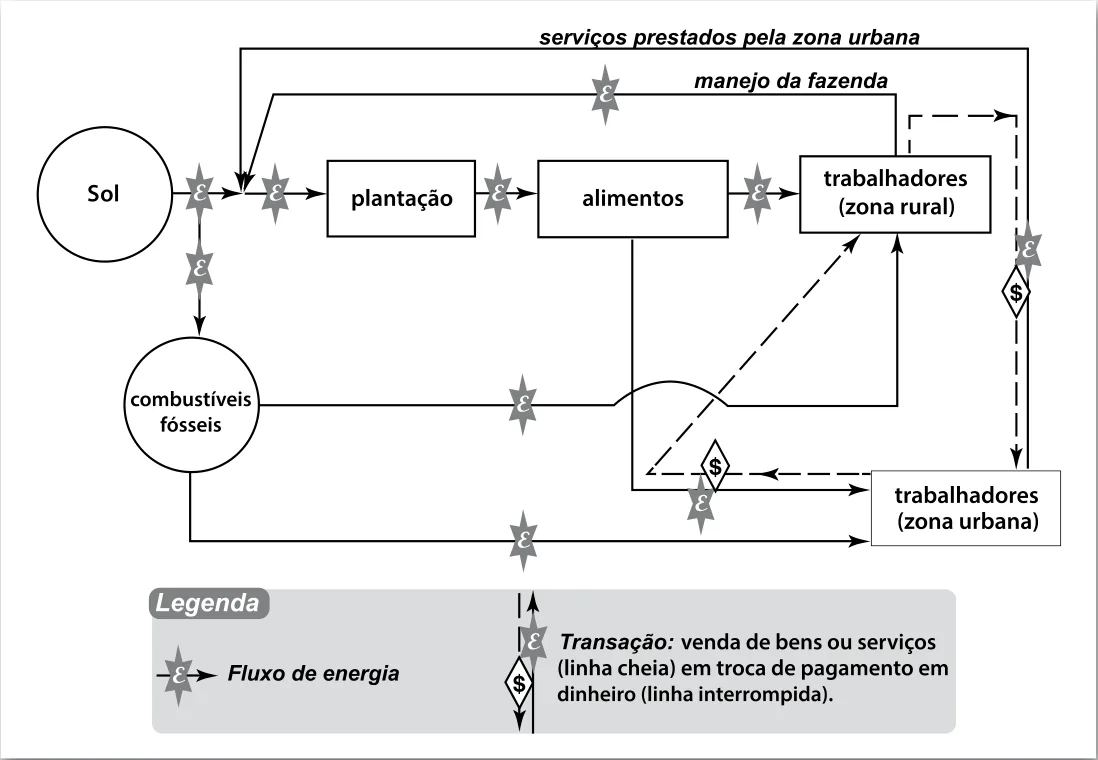 serviços prestados pela zona urbana
manejo da fazenda
ε
Sol
ε
ε
plantação
ε
alimentos
ε
trabalhadores
(zona rural)
ε
ε
$
combustíveis
fósseis
ε
$
ε
trabalhadores
(zona urbana)
ε
Legenda
ε
Fluxo de energia
ε
$
Transação: venda de bens ou serviços
(linha cheia) em troca de pagamento em
dinheiro (linha interrompida).